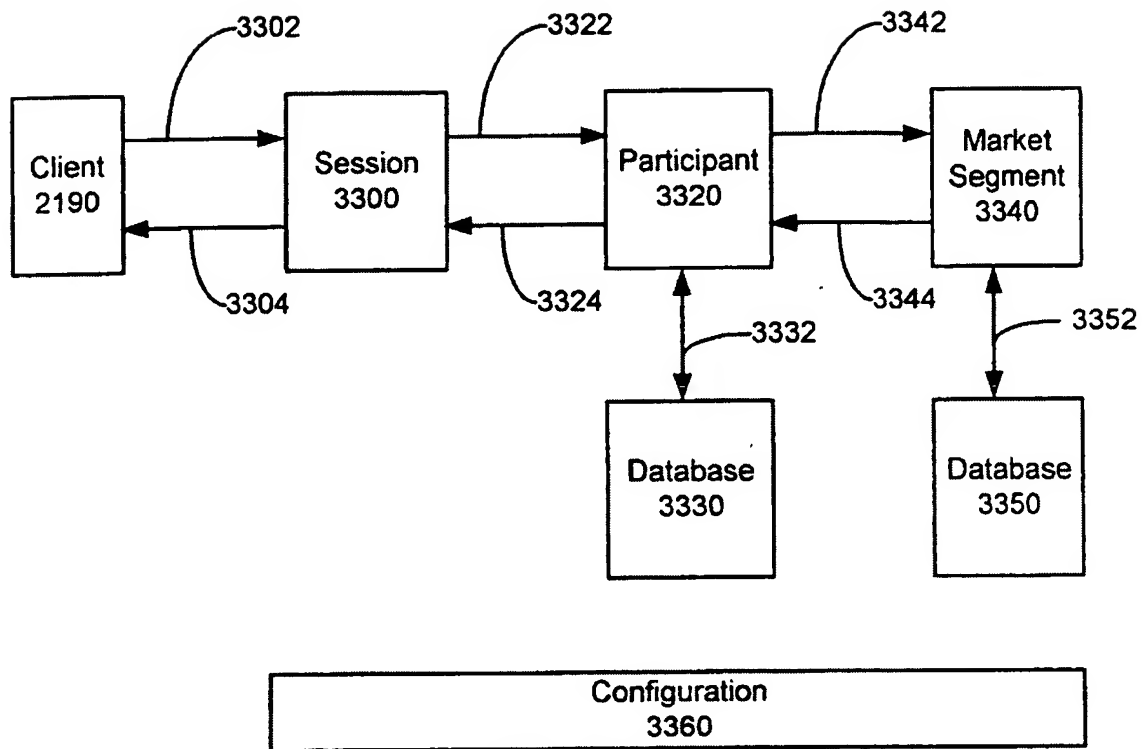 3302
3322
3342
Client
2190
Session
3300
Participant
3320
Market
Segment
3340
3304
3324
3344
3332
3352
Database
3330
Database
3350
Configuration
3360